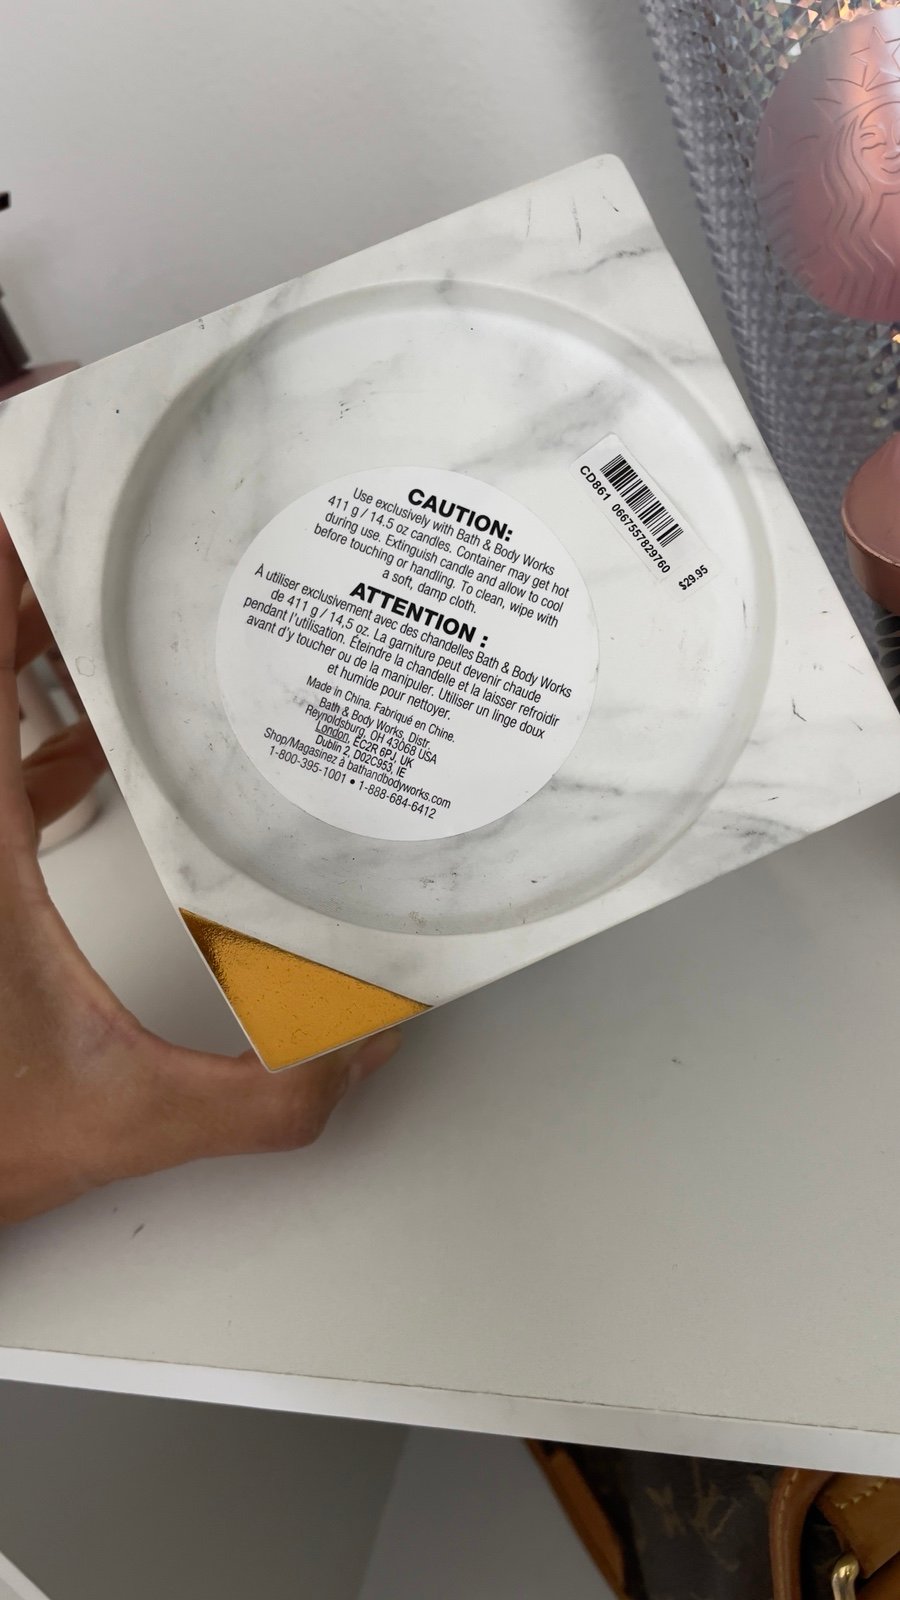 CAUTION:
Use exclusively with Bath & Body Works
411 g / 14.5 oz candles. Container may get hot
during use. Extinguish candle and allow to cool
before touching or handling. To clean, wipe with
a soft, damp cloth.
ATTENTION :
À utiliser exclusivement avec des chandelles Bath & Body Works
de 411 g / 14,5 oz. La garniture peut devenir chaude
pendant l'utilisation. Éteindre la chandelle et la laisser refroidir
avant d'y toucher ou de la manipuler. Utiliser un linge doux
et humide pour nettoyer.
Made in China. Fabriqué en Chine.
Bath & Body Works, Distr.
Reynoldsburg, OH 43068 USA
London, EC2R 6PJ, UK
Dublin 2, D02C953, IE
Shop/Magasinez à bathandbodyworks.com
1-800-395-1001 • 1-888-684-6412
CD861 0667557829760
$29.95
LV